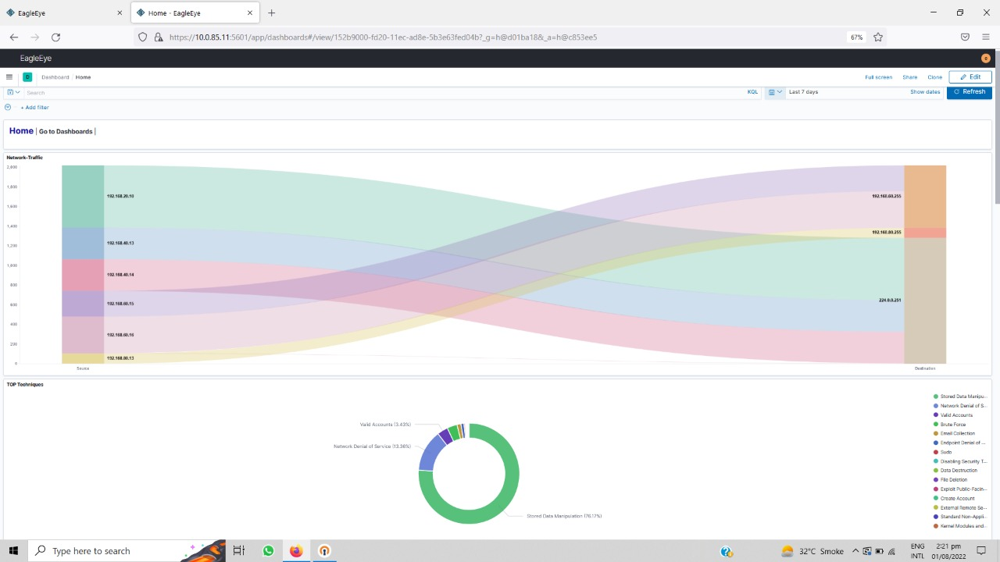 EagleEye
Home - EagleEye
https://10.0.85.11:5601/app/dashboards#/view/152b9000-fd20-11ec-ad8e-5b3e63fed04b?_g=h@d01ba18&_a=h@c853ee5
67%
EagleEye
e
D
Dashboard
Home
Full screen
Share
Clone
Edit
Search
KQL
Last 7 days
Show dates
Refresh
+ Add filter
Home | Go to Dashboards |
Network-Traffic
2,000
1,800
1,600
1,400
1,200
1,000
800
600
400
200
0
192.168.20.10
192.168.40.13
192.168.40.14
192.168.60.15
192.168.60.16
192.168.80.13
192.168.60.255
192.168.80.255
224.0.0.251
Source
Destination
TOP Techniques
Valid Accounts (3.43%)
Network Denial of Service (13.36%)
Stored Data Manipulation (76.17%)
Stored Data Manipu...
Network Denial of S...
Valid Accounts
Brute Force
Email Collection
Endpoint Denial of ...
Sudo
Disabling Security T...
Data Destruction
File Deletion
Exploit Public-Facin...
Create Account
External Remote Se...
Standard Non-Appli...
Kernel Modules and...
Type here to search
32°C Smoke
ENG
INTL
2:21 pm
01/08/2022